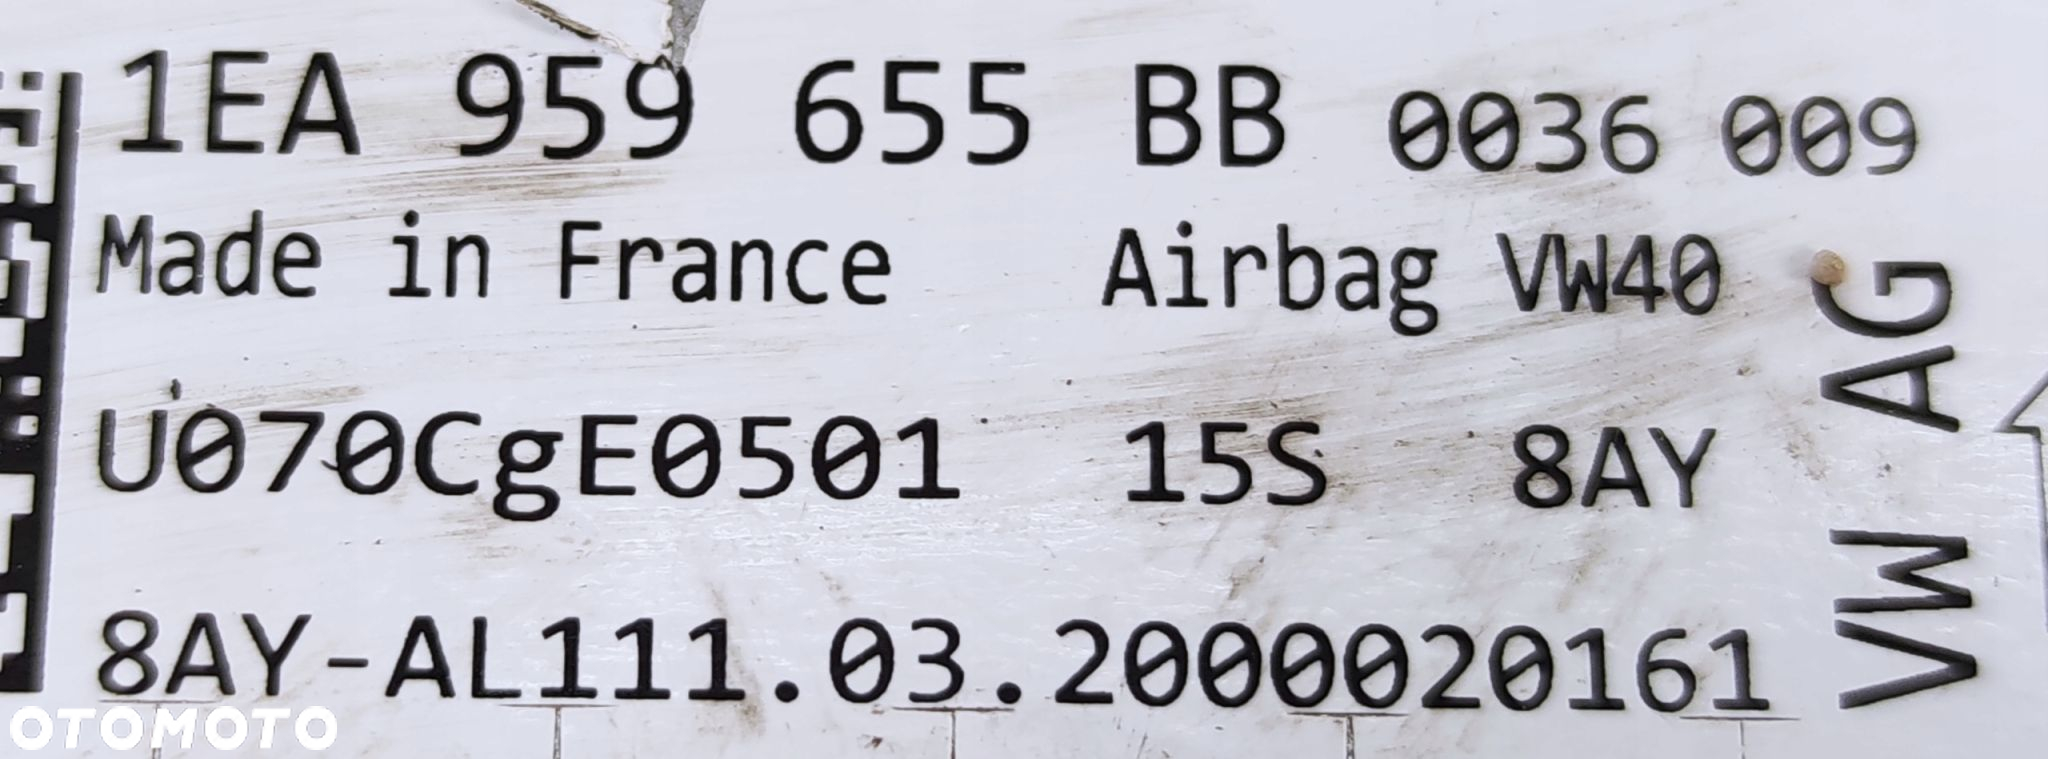 1EA 959 655 BB 0036 009
Made in France Airbag VW40
U070CgE0501 15S 8AY
8AY-AL111.03.2000020161
VW AG
OTOMOTO